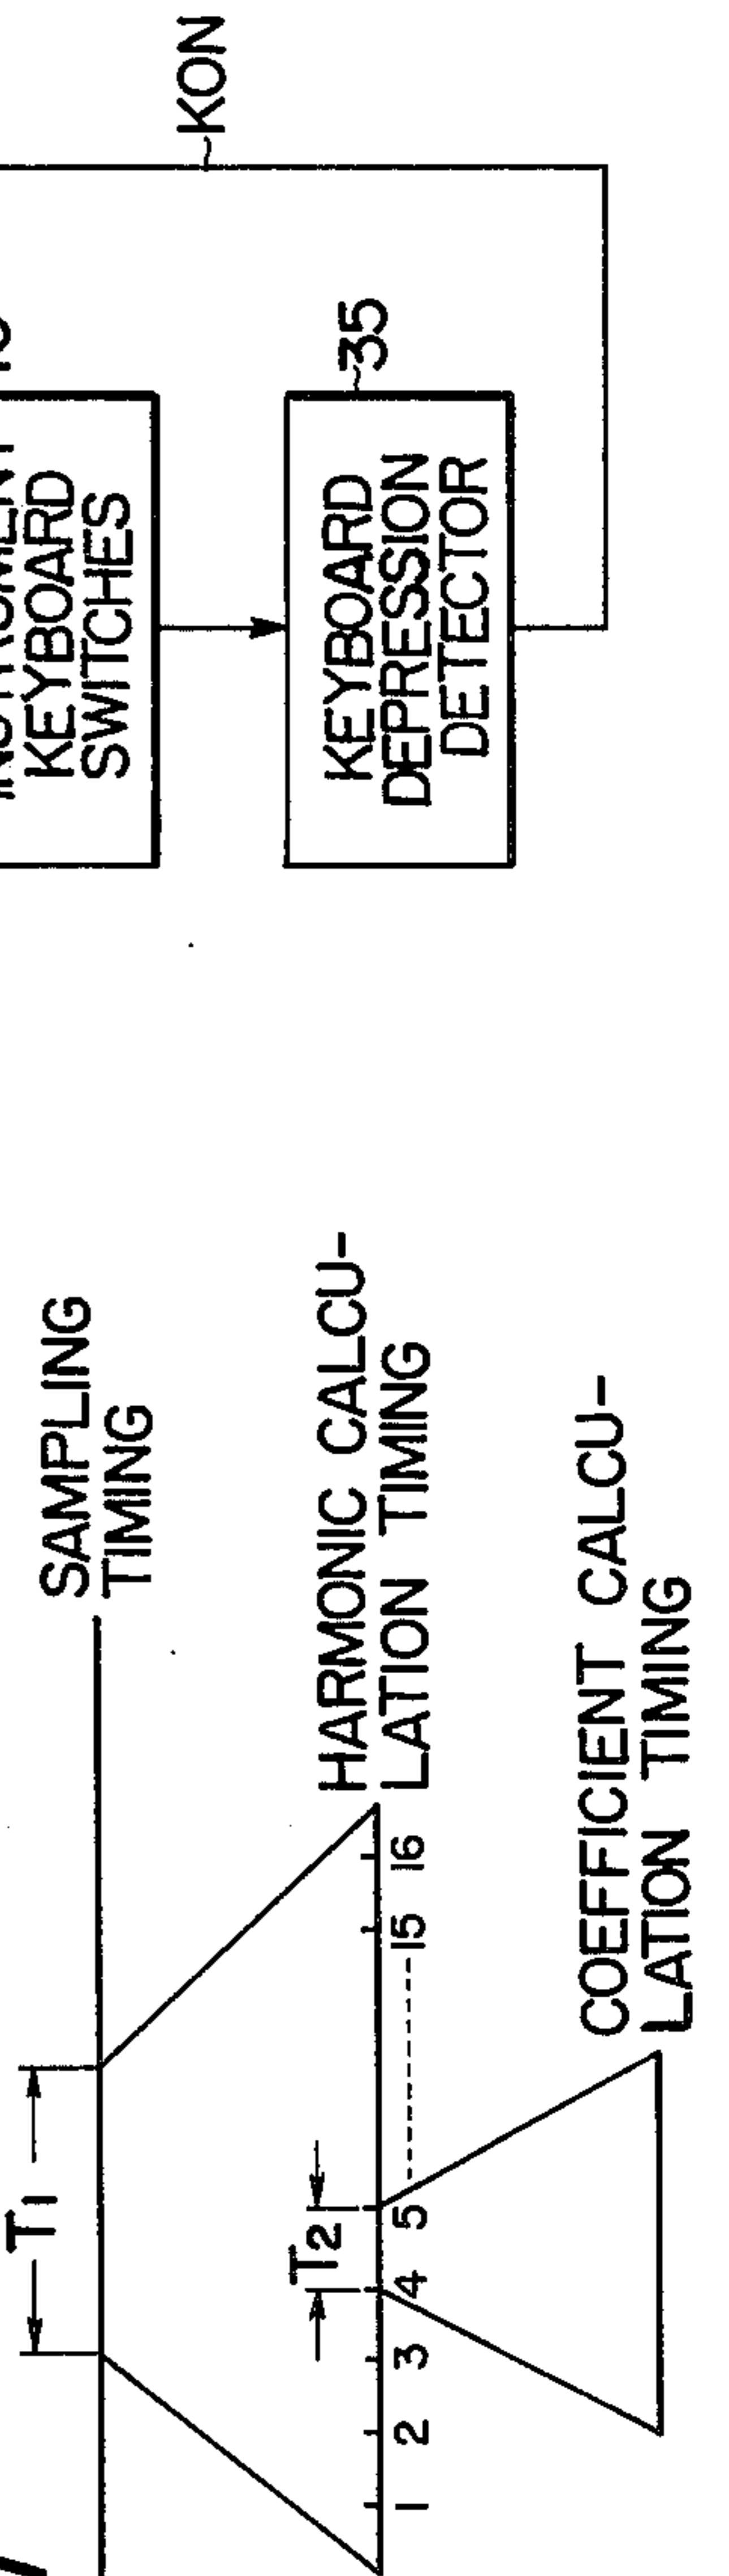 T1
SAMPLING
TIMING
T2
1 2 3 4 5 15 16
HARMONIC CALCU-
LATION TIMING
COEFFICIENT CALCU-
LATION TIMING
KEYBOARD
SWITCHES
35
KEYBOARD
DEPRESSION
DETECTOR
KON